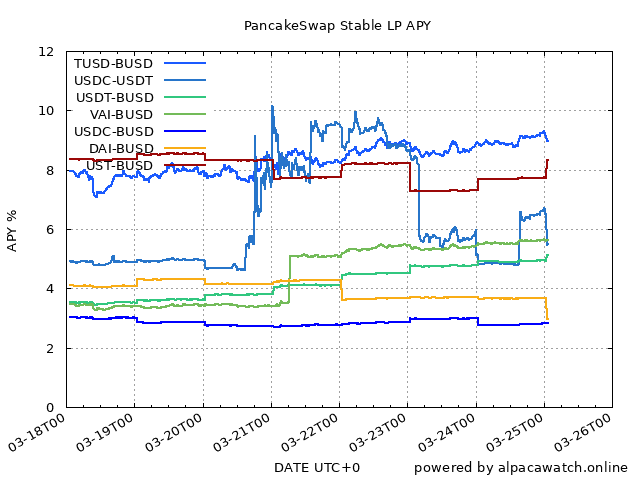 PancakeSwap Stable LP APY
12
10
8
6
4
2
0
APY %
TUSD-BUSD
USDC-USDT
USDT-BUSD
VAI-BUSD
USDC-BUSD
DAI-BUSD
UST-BUSD
03-18T00
03-19T00
03-20T00
03-21T00
03-22T00
03-23T00
03-24T00
03-25T00
03-26T00
DATE UTC+0
powered by alpacawatch.online